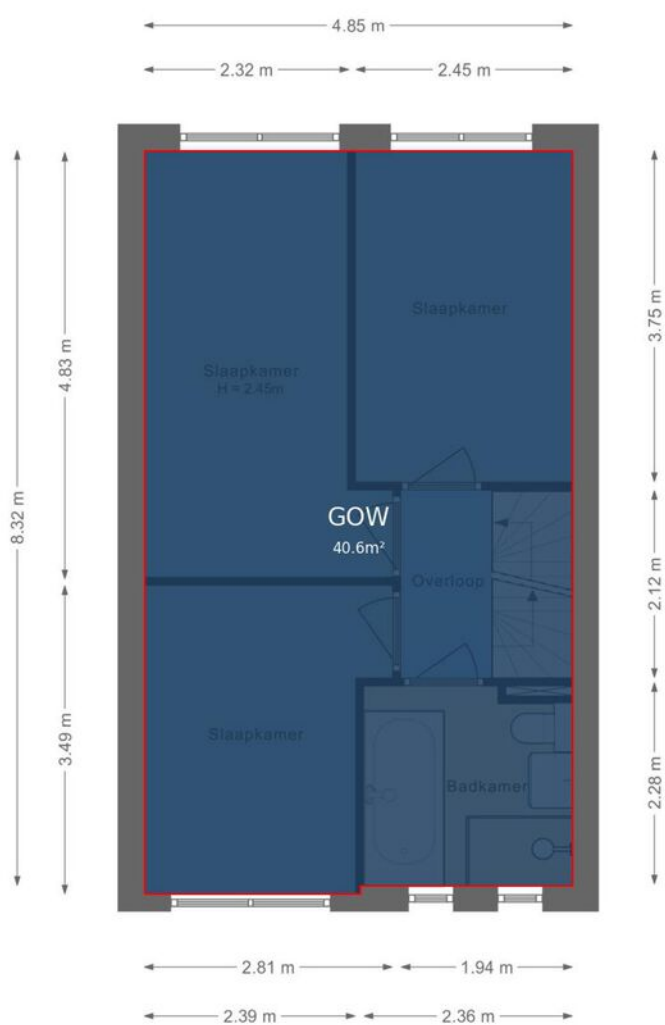 4.85 m
2.32 m
2.45 m
Slaapkamer
3.75 m
4.83 m
Slaapkamer
H = 2.45m
8.32 m
GOW
40.6m²
Overloop
2.12 m
3.49 m
Slaapkamer
2.28 m
Badkamer
2.81 m
1.94 m
2.39 m
2.36 m